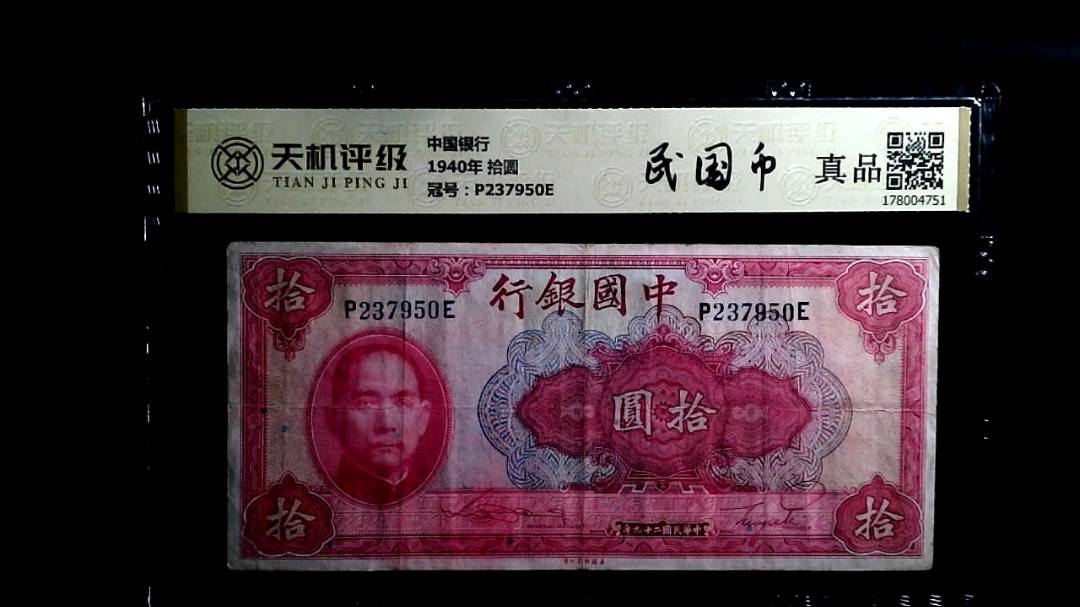 天机评级
TIAN JI PING JI
中国银行
1940年 拾圆
冠号：P237950E
民国币
真品
178004751
拾
拾
行銀國中
P237950E
P237950E
圓拾
拾
拾
年九十二國民華中